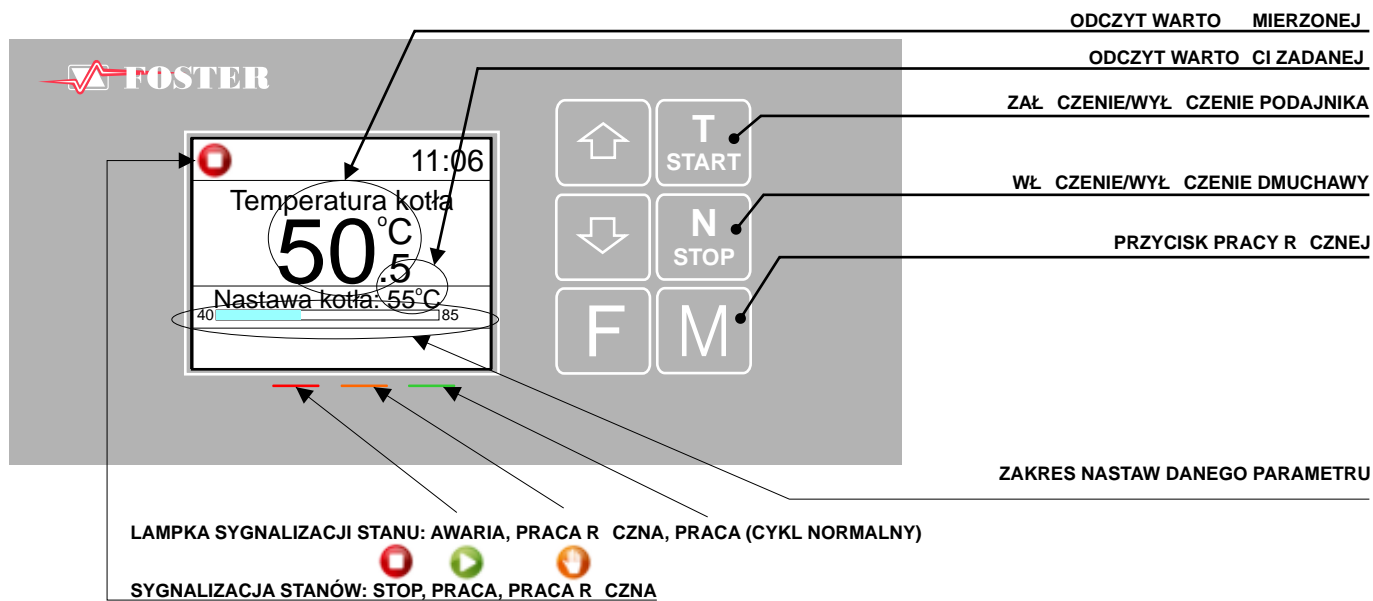 ODCZYT WARTO MIERZONEJ
ODCZYT WARTO CI ZADANEJ
FOSTER
ZAŁ CZENIE/WYŁ CZENIE PODAJNIKA
T
START
11:06
Temperatura kotła
50.5°C
WŁ CZENIE/WYŁ CZENIE DMUCHAWY
N
STOP
PRZYCISK PRACY R CZNEJ
Nastawa kotła: 55°C
40 85
F M
ZAKRES NASTAW DANEGO PARAMETRU
LAMPKA SYGNALIZACJI STANU: AWARIA, PRACA R CZNA, PRACA (CYKL NORMALNY)
SYGNALIZACJA STANÓW: STOP, PRACA, PRACA R CZNA